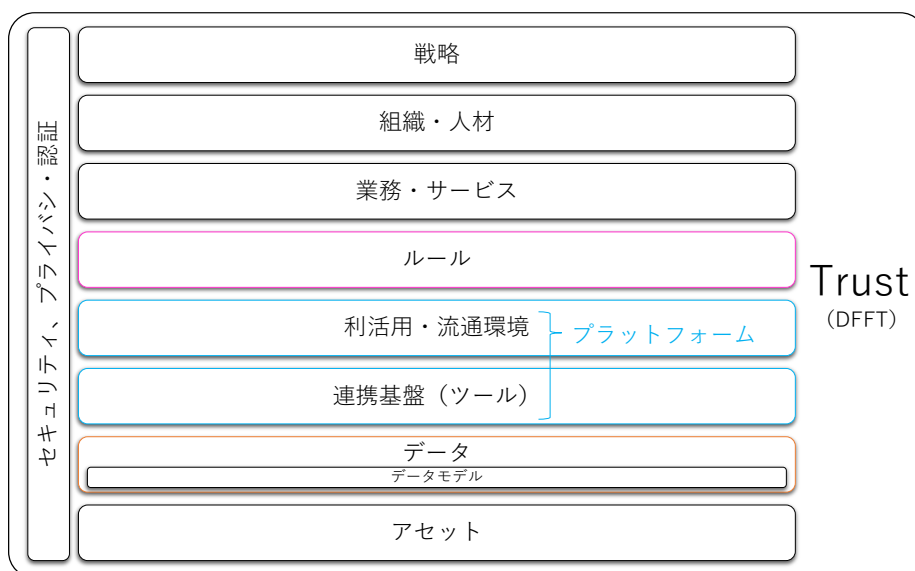 セキュリティ、プライバシ・認証
戦略
組織・人材
業務・サービス
ルール
利活用・流通環境
プラットフォーム
連携基盤（ツール）
データ
データモデル
アセット
Trust
（DFFT）